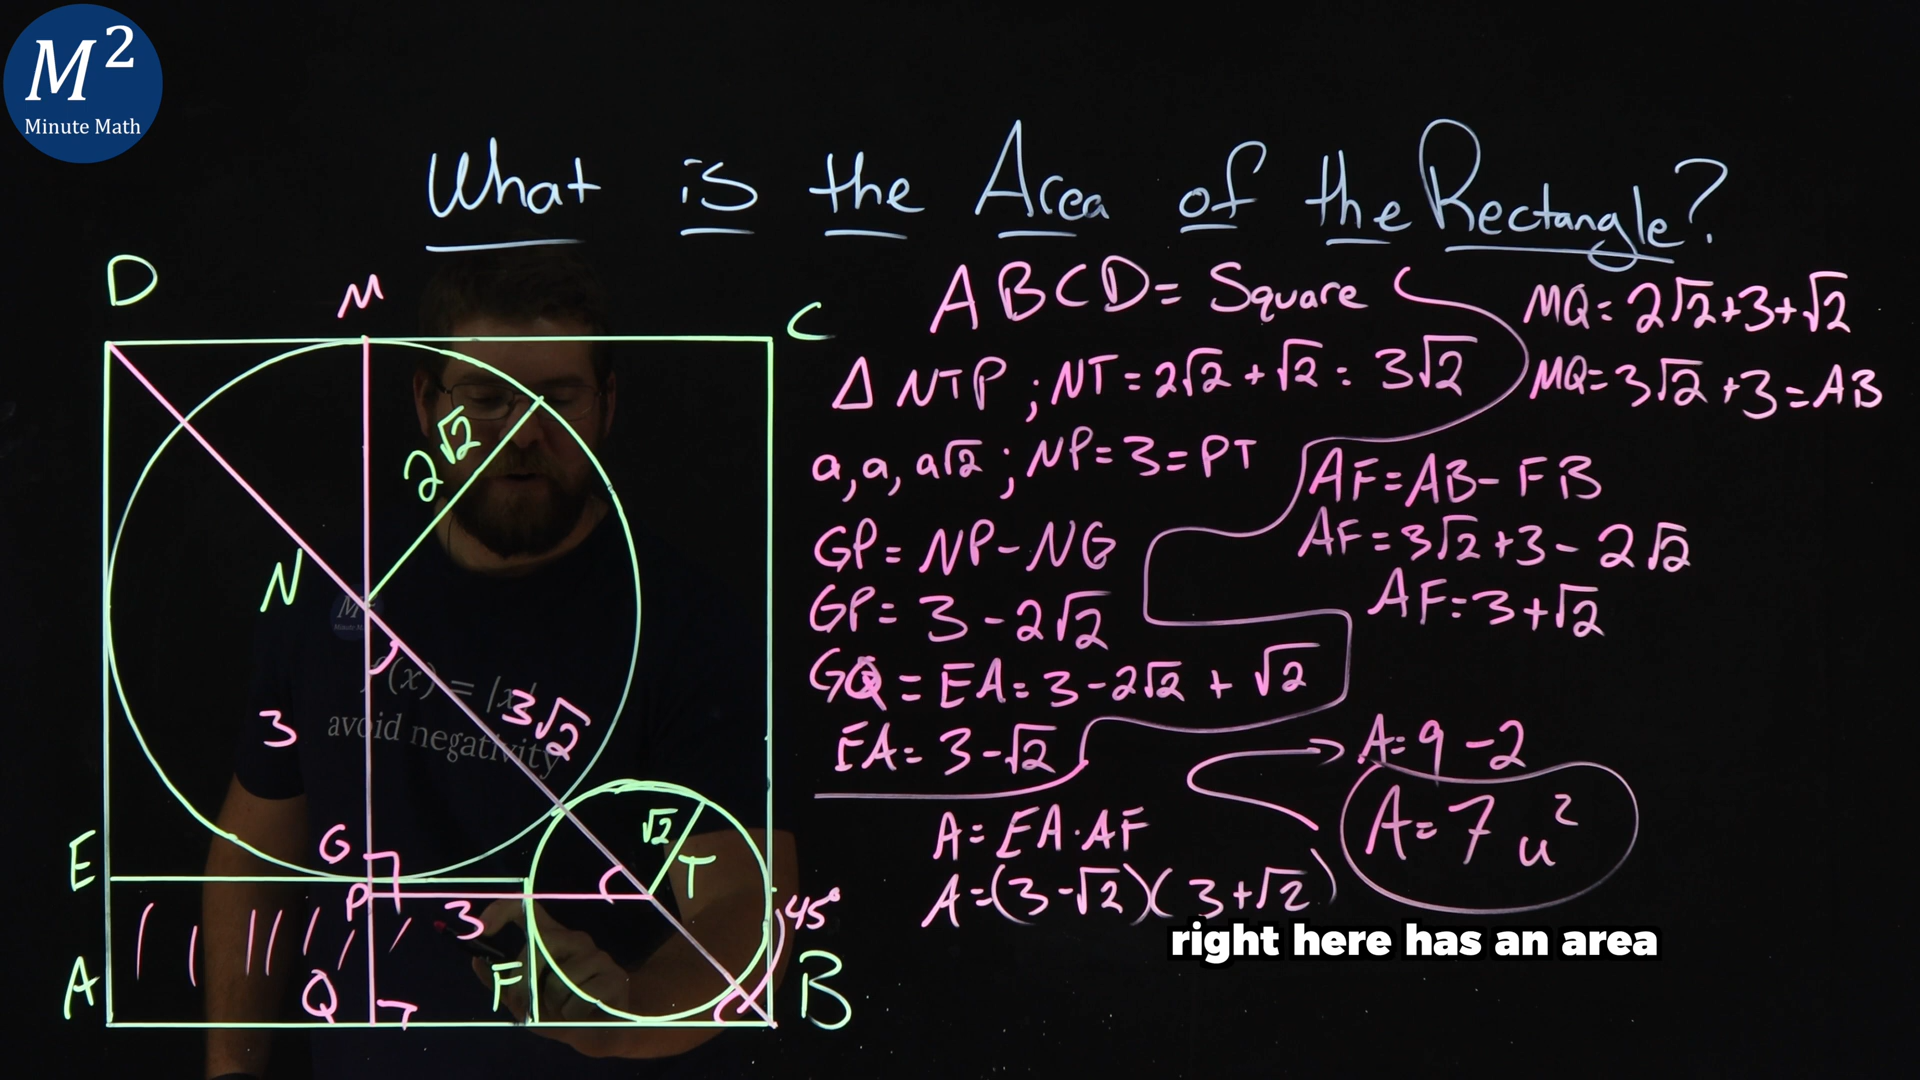 M²
Minute Math
What is the Area of the Rectangle?
D
M
C
2√2
N
M²
f(x) = |x|
avoid negativity
3
3√2
√2
T
E
G
P
3
45°
A
Q
F
B
ABCD = Square
Δ NTP ; NT = 2√2 + √2 = 3√2
a, a, a√2 ; NP = 3 = PT
GP = NP - NG
GP = 3 - 2√2
GQ = EA = 3 - 2√2 + √2
EA = 3 - √2
A = EA · AF
A = (3 - √2)(3 + √2)
MQ = 2√2 + 3 + √2
MQ = 3√2 + 3 = AB
AF = AB - FB
AF = 3√2 + 3 - 2√2
AF = 3 + √2
A = 9 - 2
A = 7 u²
right here has an area